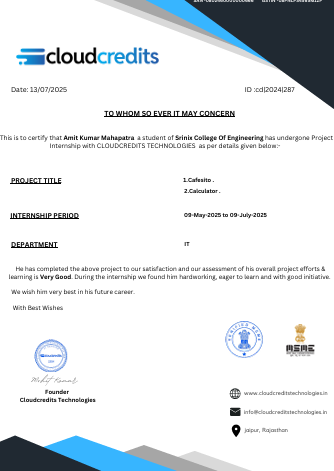 cloudcredits
Date: 13/07/2025
ID :cd|2024|287
TO WHOM SO EVER IT MAY CONCERN
This is to certify that Amit Kumar Mahapatra a student of Srinix College Of Engineering has undergone Project
Internship with CLOUDCREDITS TECHNOLOGIES as per details given below:-
PROJECT TITLE
1.Cafesito .
2.Calculator .
INTERNSHIP PERIOD
09-May-2025 to 09-July-2025
DEPARTMENT
IT
He has completed the above project to our satisfaction and our assessment of his overall project efforts &
learning is Very Good. During the internship we found him hardworking, eager to learn and with good initiative.
We wish him very best in his future career.
With Best Wishes
Mohit Kumar
Founder
Cloudcredits Technologies
MSME
www.cloudcreditstechnologies.in
info@cloudcreditstechnologies.in
jaipur, Rajasthan